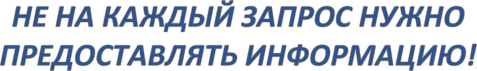 НЕ НА КАЖДЫЙ ЗАПРОС НУЖНО
ПРЕДОСТАВЛЯТЬ ИНФОРМАЦИЮ!